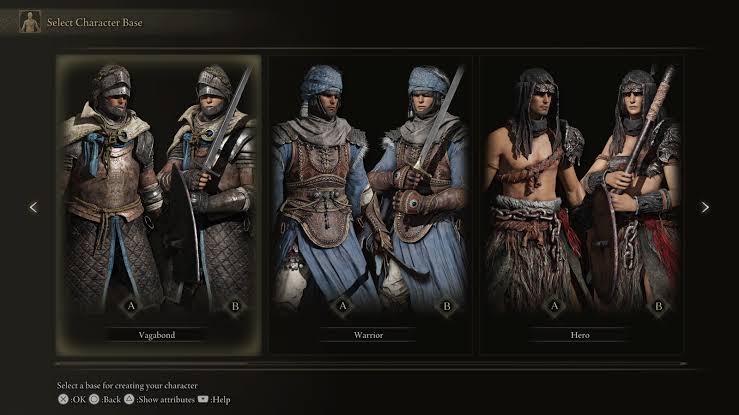 Select Character Base
A B
Vagabond
A B
Warrior
A B
Hero
Select a base for creating your character
:OK :Back :Show attributes :Help